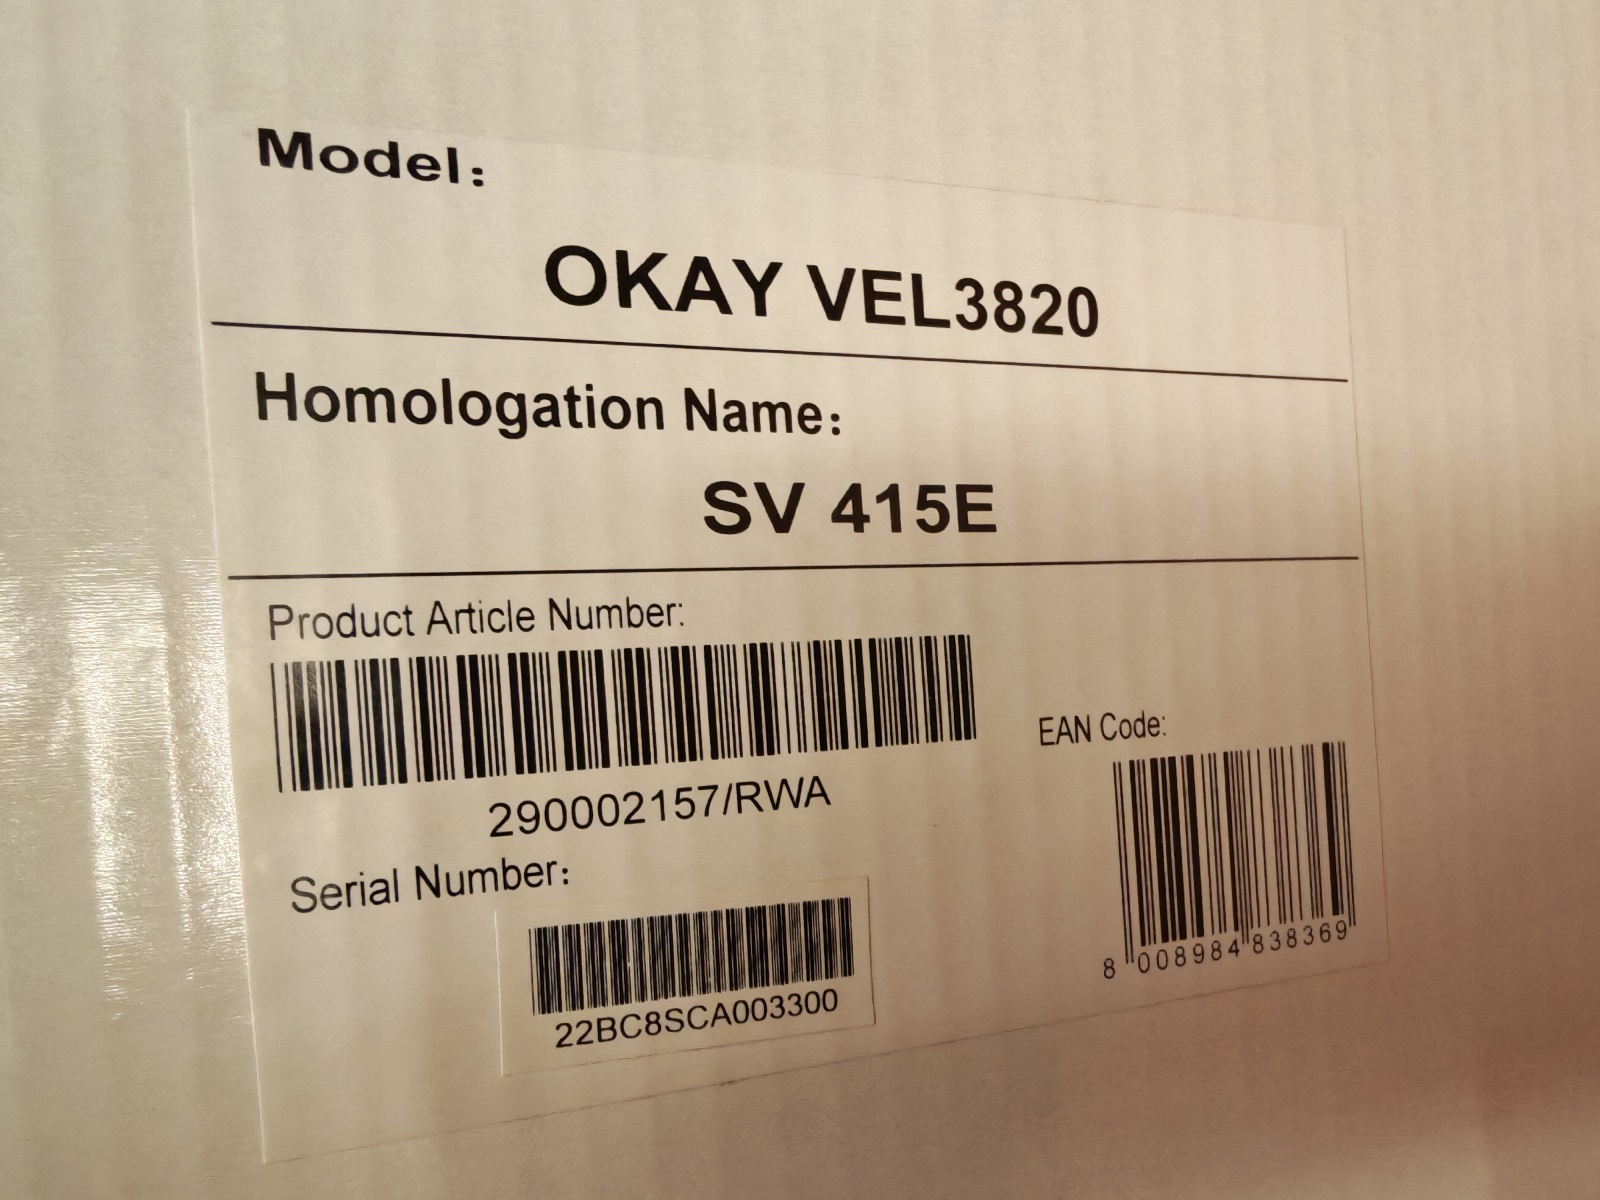 Model:
OKAY VEL3820
Homologation Name:
SV 415E
Product Article Number:
290002157/RWA
EAN Code:
8 008984 838369
Serial Number:
22BC8SCA003300